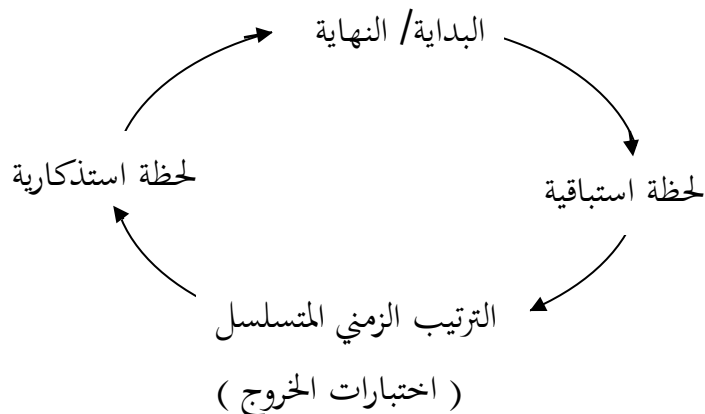 البداية/ النهاية
لحظة استباقية
لحظة استذكارية
الترتيب الزمني المتسلسل
( اختبارات الخروج )